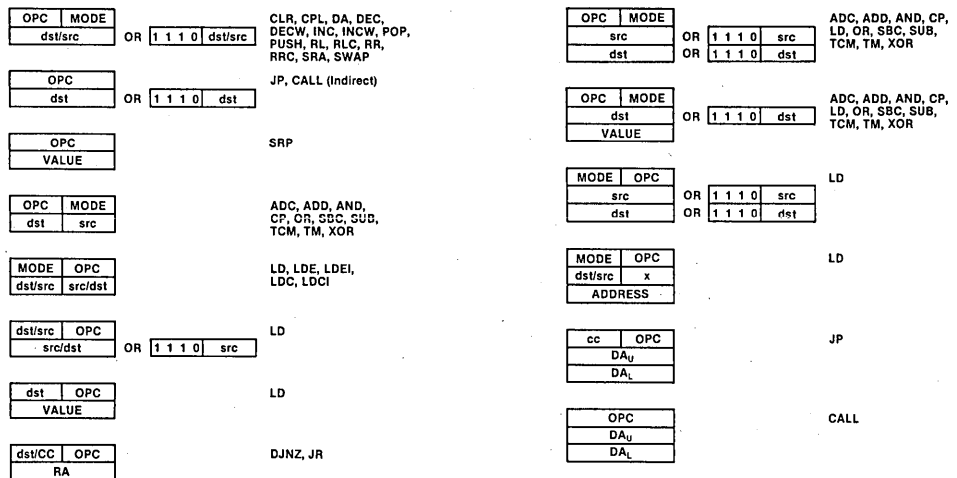 OPC MODE
dst/src OR 1 1 1 0 dst/src
CLR, CPL, DA, DEC,
DECW, INC, INCW, POP,
PUSH, RL, RLC, RR,
RRC, SRA, SWAP
OPC
dst OR 1 1 1 0 dst
JP, CALL (Indirect)
OPC
VALUE
SRP
OPC MODE
dst src
ADC, ADD, AND,
CP, OR, SBC, SUB,
TCM, TM, XOR
MODE OPC
dst/src src/dst
LD, LDE, LDEI,
LDC, LDCI
dst/src OPC
src/dst OR 1 1 1 0 src
LD
dst OPC
VALUE
LD
dst/CC OPC
RA
DJNZ, JR
OPC MODE
src OR 1 1 1 0 src
dst OR 1 1 1 0 dst
ADC, ADD, AND, CP,
LD, OR, SBC, SUB,
TCM, TM, XOR
OPC MODE
dst OR 1 1 1 0 dst
VALUE
ADC, ADD, AND, CP,
LD, OR, SBC, SUB,
TCM, TM, XOR
MODE OPC
src OR 1 1 1 0 src
dst OR 1 1 1 0 dst
LD
MODE OPC
dst/src x
ADDRESS
LD
cc OPC
DAU
DAL
JP
OPC
DAU
DAL
CALL